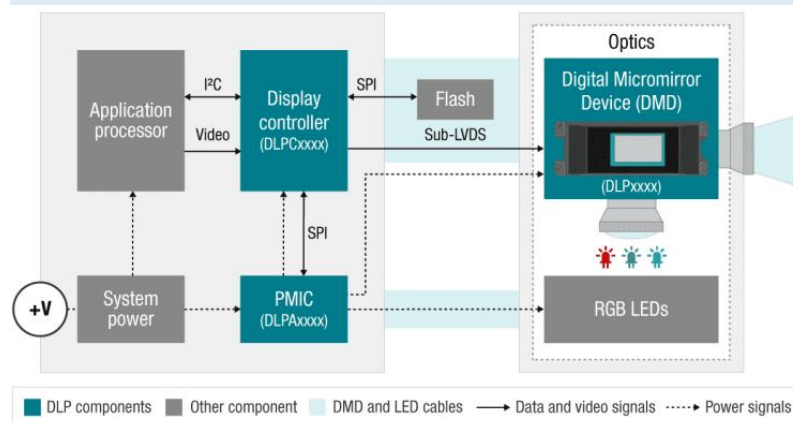 Optics
Application
processor
I²C
Video
Display
controller
(DLPCxxxx)
SPI
Flash
Sub-LVDS
Digital Micromirror
Device (DMD)
(DLPxxxx)
SPI
+V
System
power
PMIC
(DLPAxxxx)
RGB LEDs
DLP components
Other component
DMD and LED cables
Data and video signals
Power signals